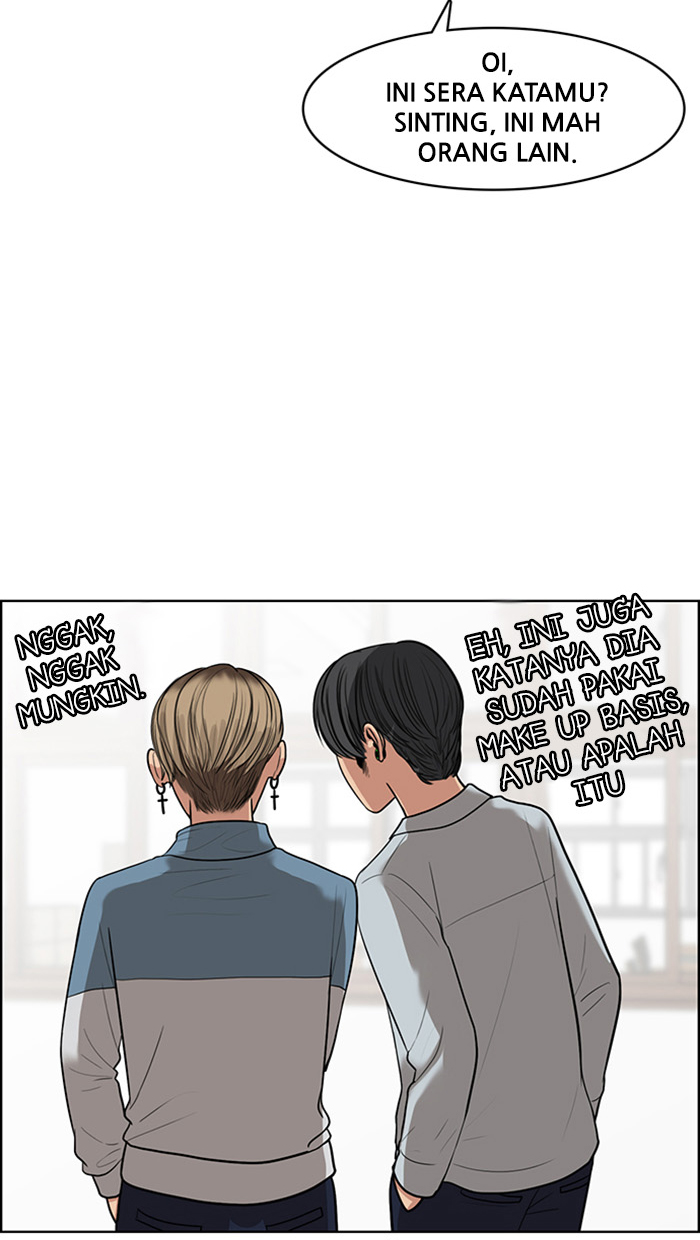 OI,
INI SERA KATAMU?
SINTING, INI MAH
ORANG LAIN.
NGGAK,
NGGAK
MUNGKIN.
EH, INI JUGA
KATANYA DIA
SUDAH PAKAI
MAKE UP BASIS,
ATAU APALAH
ITU